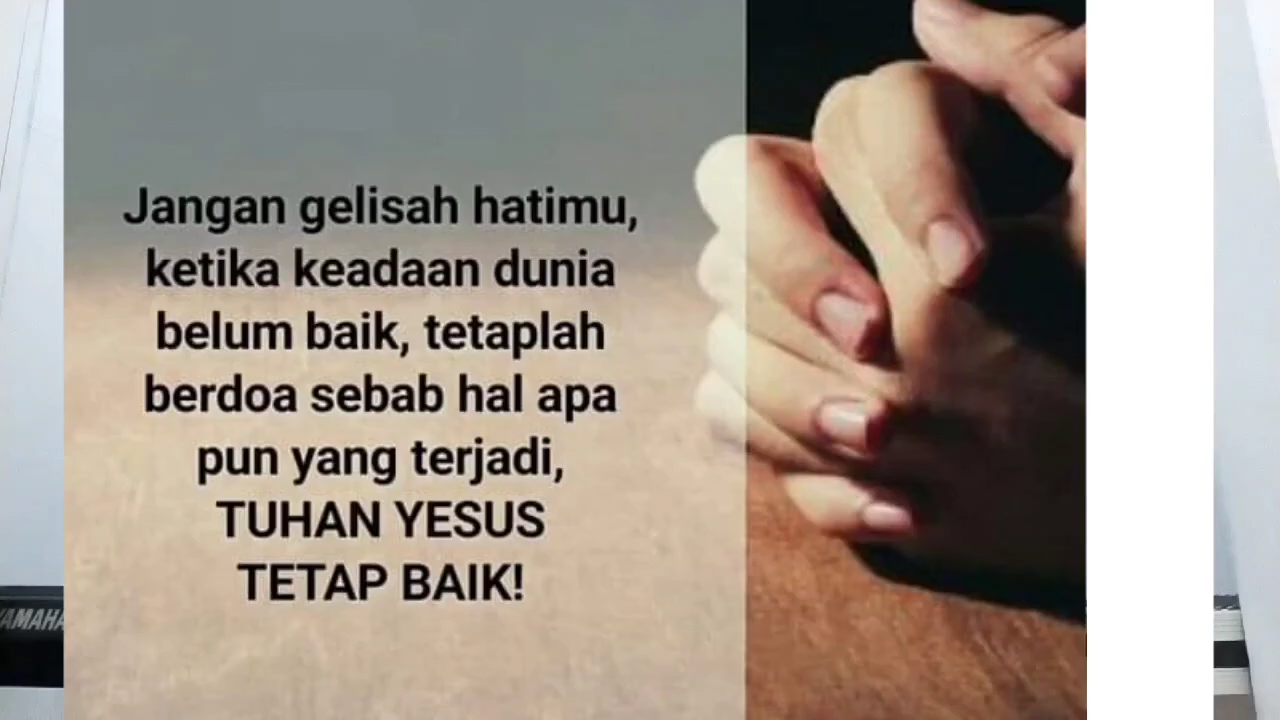 Jangan gelisah hatimu,
ketika keadaan dunia
belum baik, tetaplah
berdoa sebab hal apa
pun yang terjadi,
TUHAN YESUS
TETAP BAIK!
YAMAHA